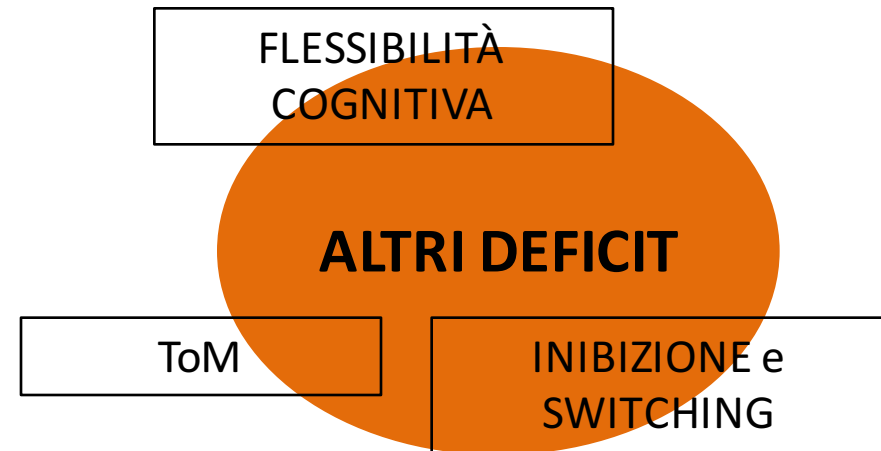 FLESSIBILITÀ
COGNITIVA
ALTRI DEFICIT
ToM
INIBIZIONE e
SWITCHING